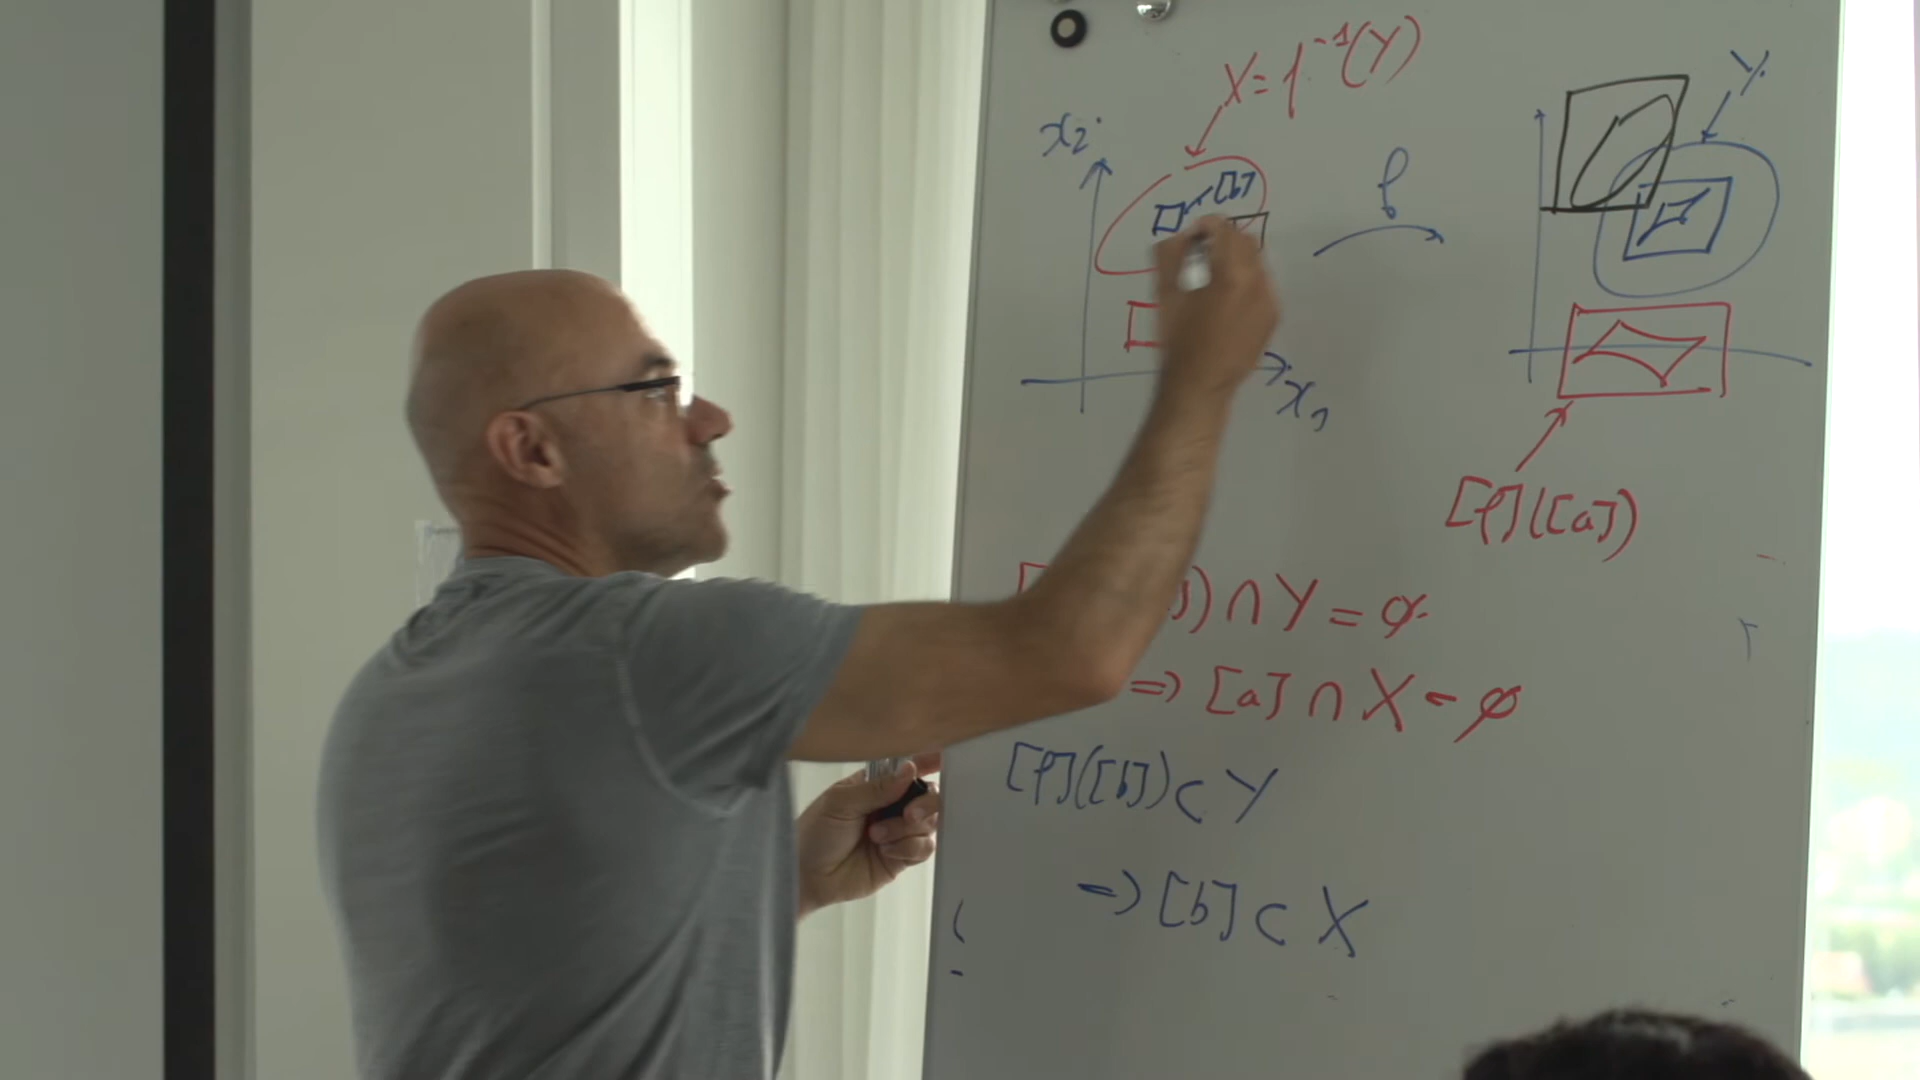 X = f⁻¹(Y)
x₂
[b]
f
Y
x₁
[f]([a])
) ∩ Y = ∅
⇒ [a] ∩ X = ∅
[f]([b]) ⊂ Y
⇒ [b] ⊂ X